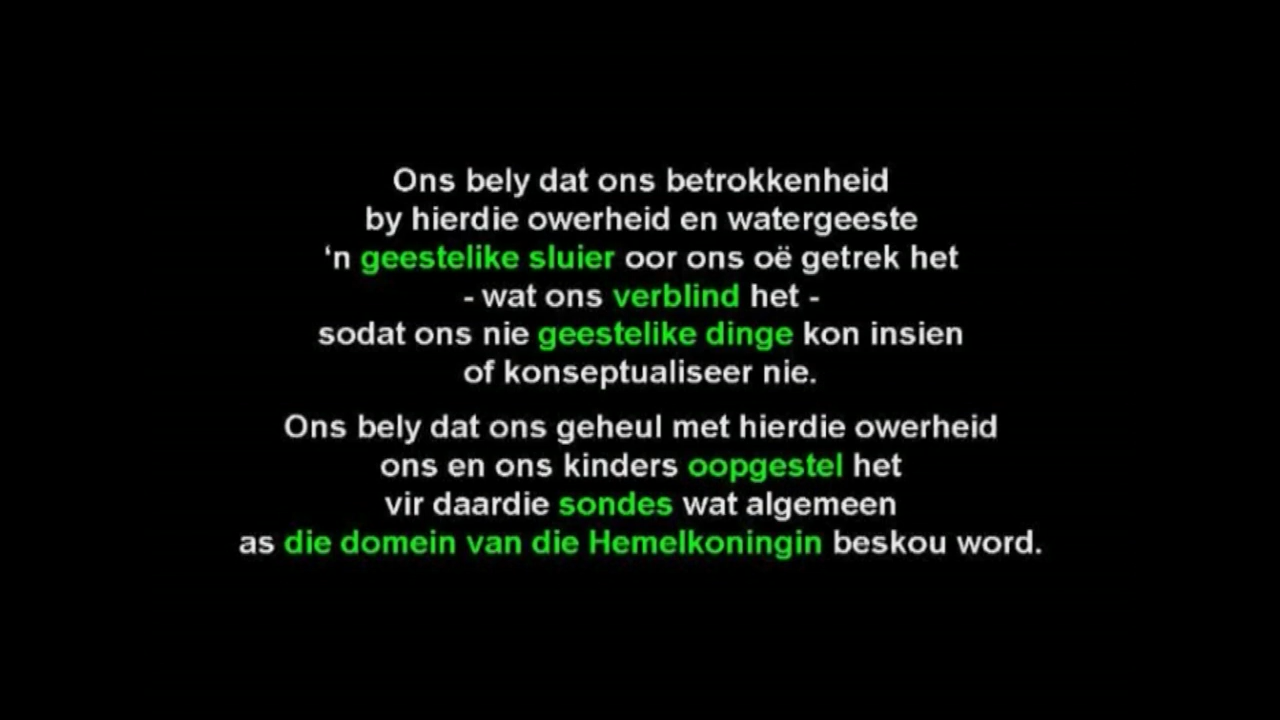 Ons bely dat ons betrokkenheid
by hierdie owerheid en watergeeste
‘n geestelike sluier oor ons oë getrek het
- wat ons verblind het -
sodat ons nie geestelike dinge kon insien
of konseptualiseer nie.
Ons bely dat ons geheul met hierdie owerheid
ons en ons kinders oopgestel het
vir daardie sondes wat algemeen
as die domein van die Hemelkoningin beskou word.